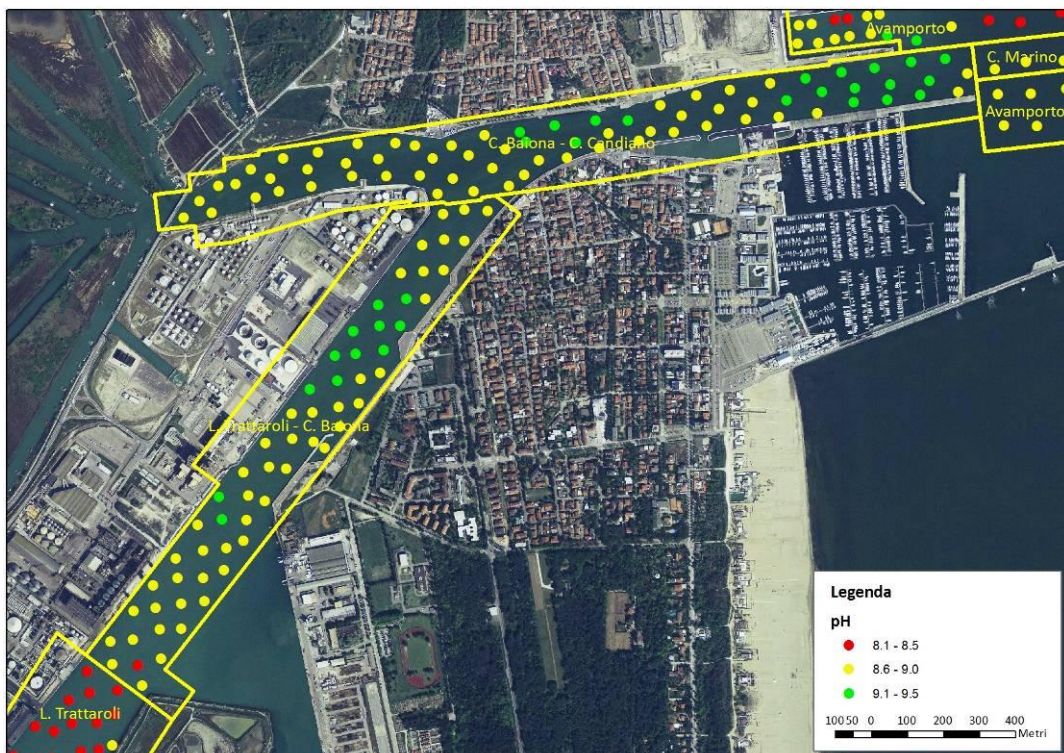 Avamporto
C. Marino
Avamporto
C. Baiona - C. Candiano
L. Trattaroli - C. Baiona
L. Trattaroli
Legenda
pH
8.1 - 8.5
8.6 - 9.0
9.1 - 9.5
100 50 0 100 200 300 400
Metri